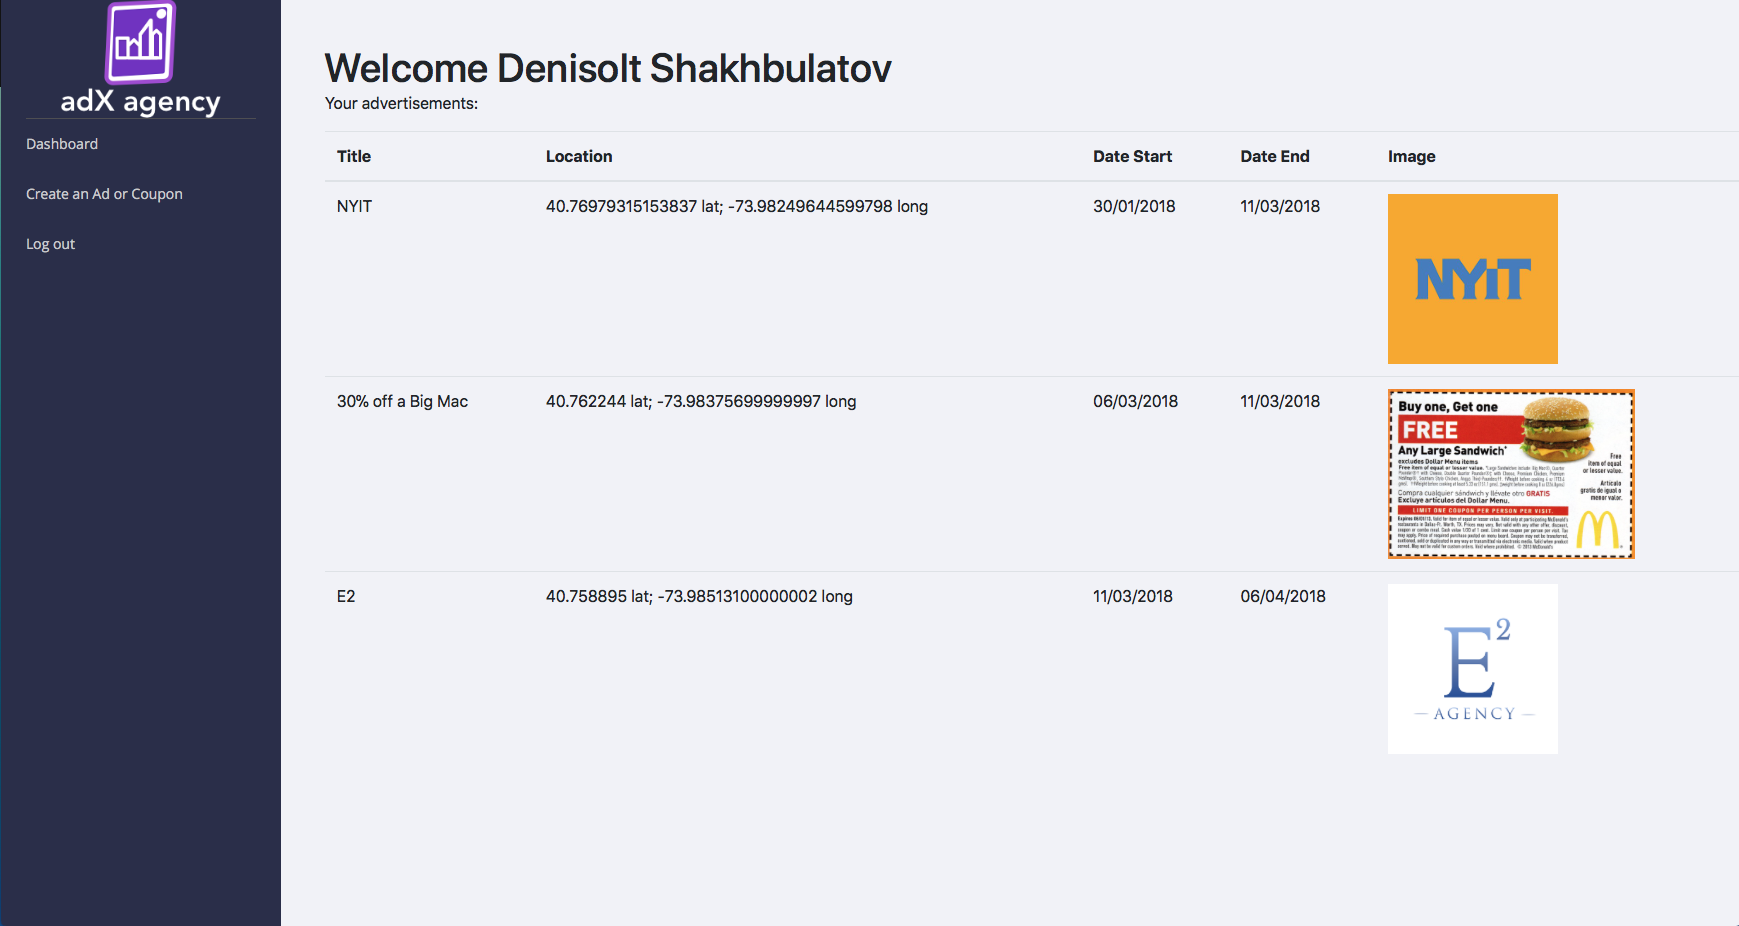 adX agency
Dashboard
Create an Ad or Coupon
Log out
Welcome Denisolt Shakhbulatov
Your advertisements:
Title Location Date Start Date End Image
NYIT 40.76979315153837 lat; -73.98249644599798 long 30/01/2018 11/03/2018
NYIT
30% off a Big Mac 40.762244 lat; -73.98375699999997 long 06/03/2018 11/03/2018
Buy one, Get one
FREE
Any Large Sandwich*
excludes Dollar Menu items
Free item of equal or lesser value.
Compra cualquier sándwich y llévate otro GRATIS
Excluye artículos del Dollar Menu.
LIMIT ONE COUPON PER PERSON PER VISIT.
Free
item of equal
or lesser value.
Artículo
gratis de igual o
menor valor.
E2 40.758895 lat; -73.98513100000002 long 11/03/2018 06/04/2018
E2
AGENCY